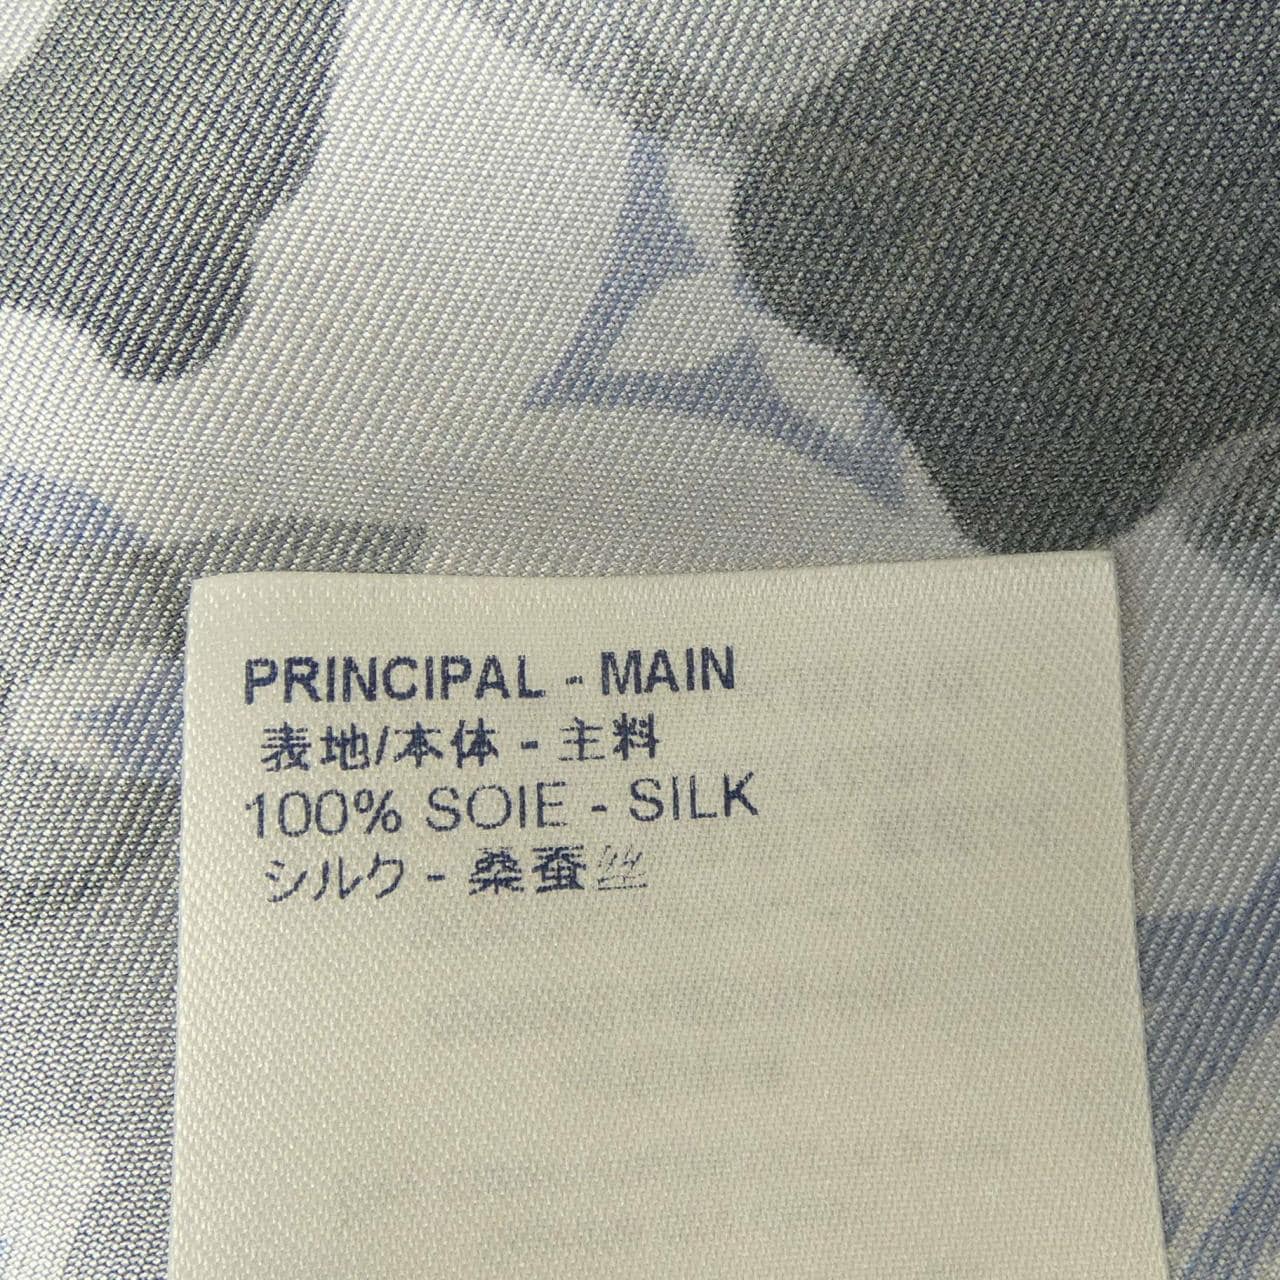 PRINCIPAL - MAIN
表地/本体 - 主料
100% SOIE - SILK
シルク - 桑蚕丝